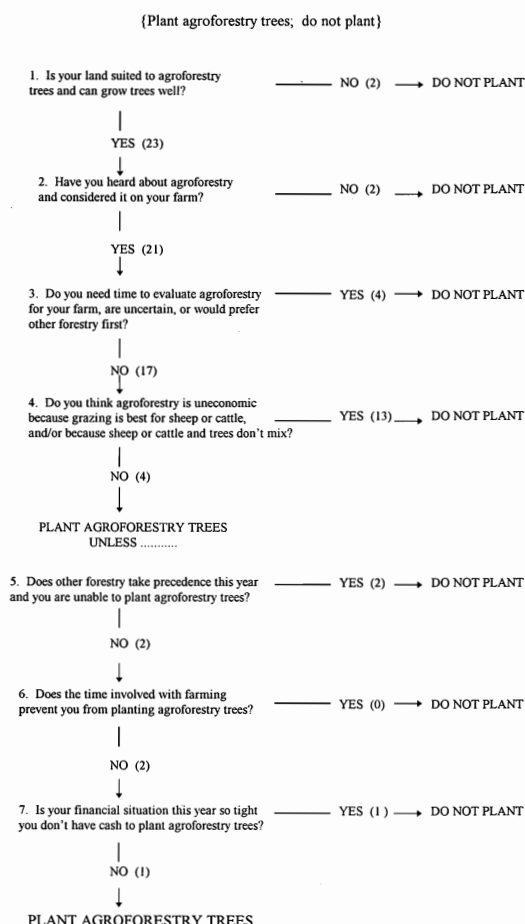 {Plant agroforestry trees; do not plant}
1. Is your land suited to agroforestry
trees and can grow trees well?
NO (2)
DO NOT PLANT
YES (23)
2. Have you heard about agroforestry
and considered it on your farm?
NO (2)
DO NOT PLANT
YES (21)
3. Do you need time to evaluate agroforestry
for your farm, are uncertain, or would prefer
other forestry first?
YES (4)
DO NOT PLANT
NO (17)
4. Do you think agroforestry is uneconomic
because grazing is best for sheep or cattle,
and/or because sheep or cattle and trees don't mix?
YES (13)
DO NOT PLANT
NO (4)
PLANT AGROFORESTRY TREES
UNLESS ...........
5. Does other forestry take precedence this year
and you are unable to plant agroforestry trees?
YES (2)
DO NOT PLANT
NO (2)
6. Does the time involved with farming
prevent you from planting agroforestry trees?
YES (0)
DO NOT PLANT
NO (2)
7. Is your financial situation this year so tight
you don't have cash to plant agroforestry trees?
YES (1 )
DO NOT PLANT
NO (1)
PLANT AGROFORESTRY TREES